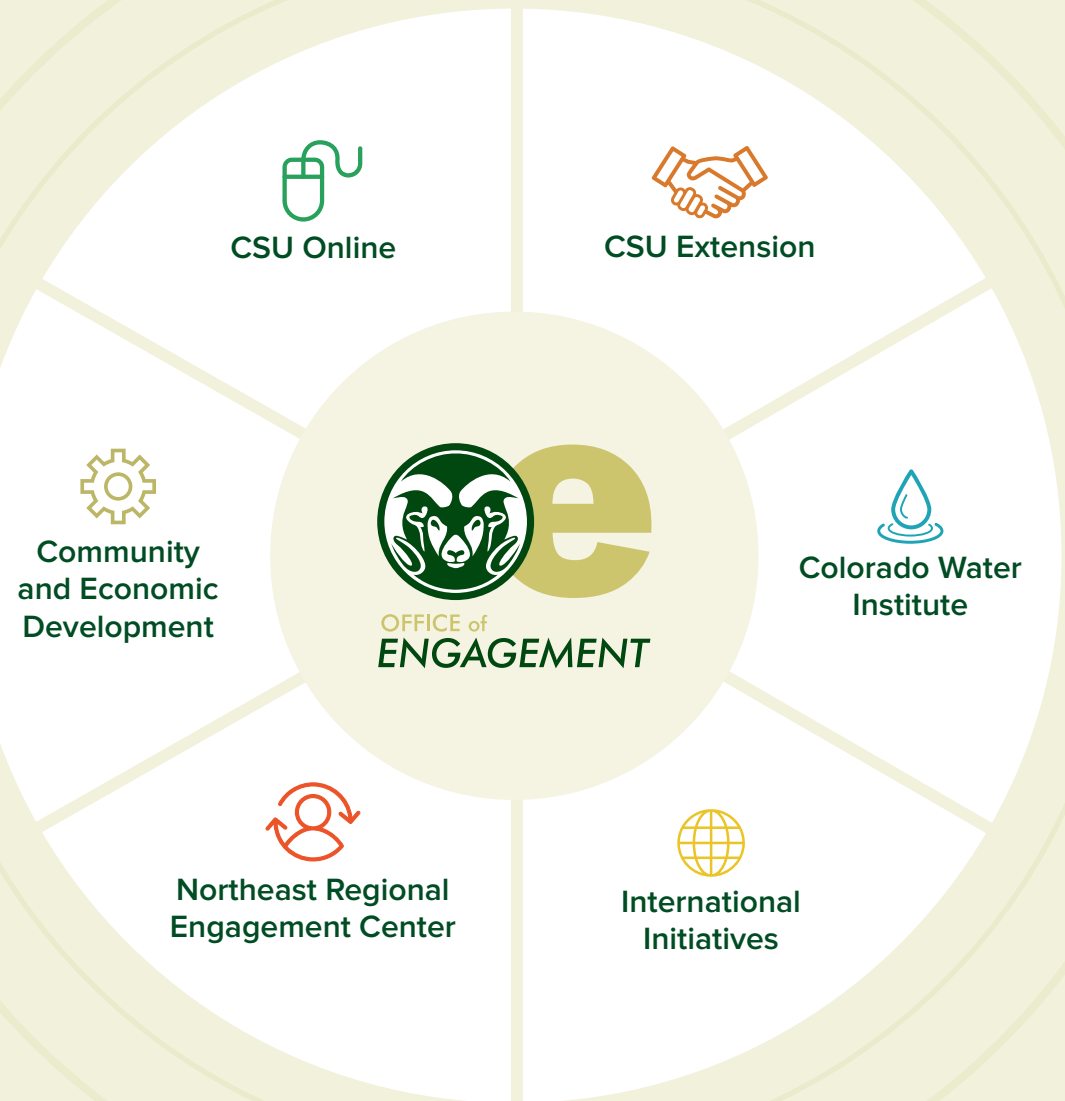 CSU Online
CSU Extension
Community
and Economic
Development
e
OFFICE of
ENGAGEMENT
Colorado Water
Institute
Northeast Regional
Engagement Center
International
Initiatives